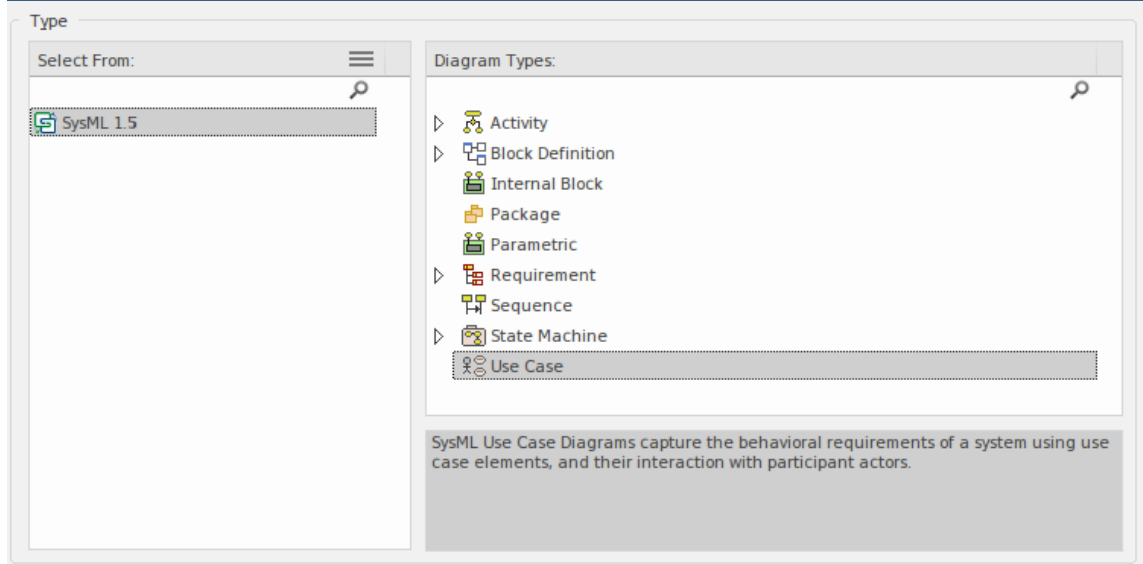 Type
Select From:
Diagram Types:
SysML 1.5
Activity
Block Definition
Internal Block
Package
Parametric
Requirement
Sequence
State Machine
Use Case
SysML Use Case Diagrams capture the behavioral requirements of a system using use
case elements, and their interaction with participant actors.